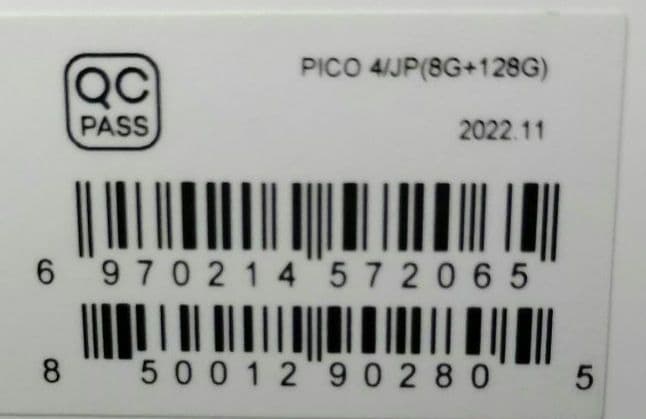 QC
PASS
PICO 4/JP(8G+128G)
2022.11
6 970214 572065
8 50012 90280 5